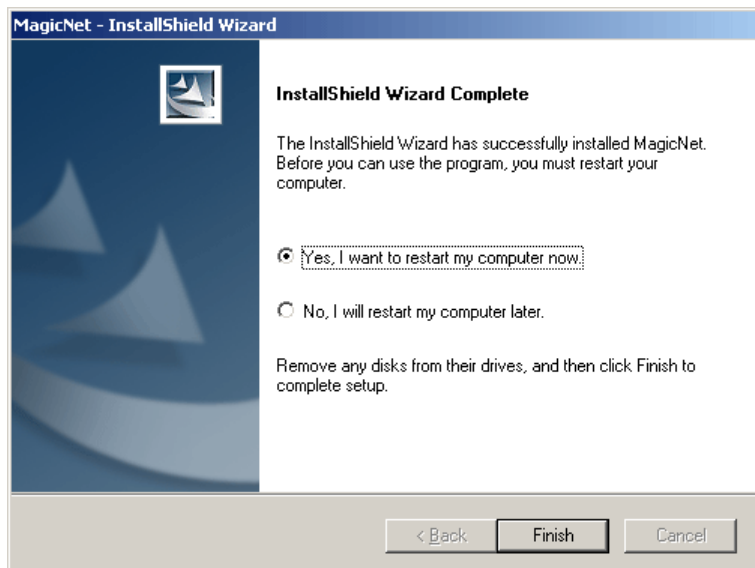 MagicNet - InstallShield Wizard
InstallShield Wizard Complete
The InstallShield Wizard has successfully installed MagicNet.
Before you can use the program, you must restart your
computer.
Yes, I want to restart my computer now.
No, I will restart my computer later.
Remove any disks from their drives, and then click Finish to
complete setup.
< Back Finish Cancel